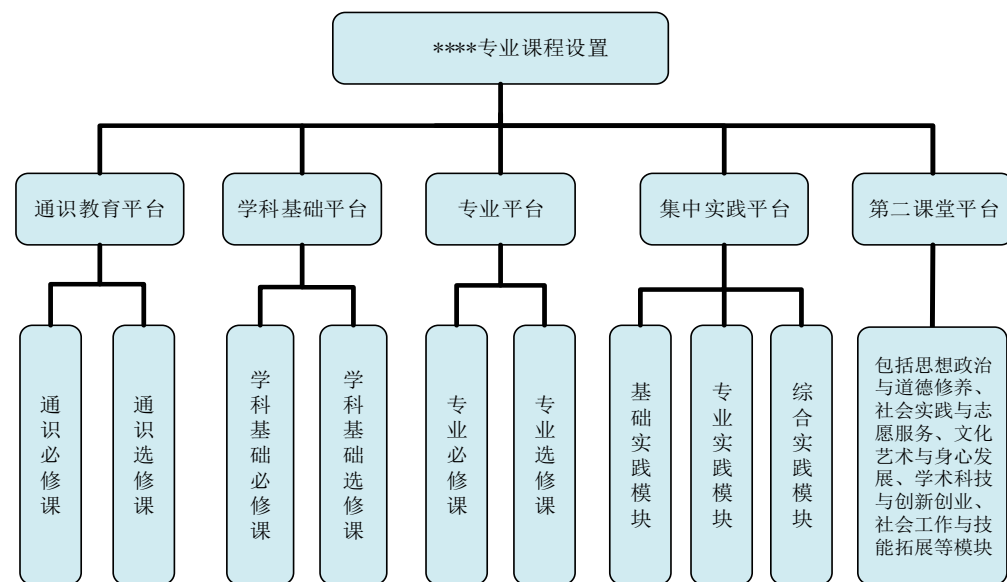 ****专业课程设置
通识教育平台
学科基础平台
专业平台
集中实践平台
第二课堂平台
通识必修课
通识选修课
学科基础必修课
学科基础选修课
专业必修课
专业选修课
基础实践模块
专业实践模块
综合实践模块
包括思想政治
与道德修养、
社会实践与志
愿服务、文化
艺术与身心发
展、学术科技
与创新创业、
社会工作与技
能拓展等模块